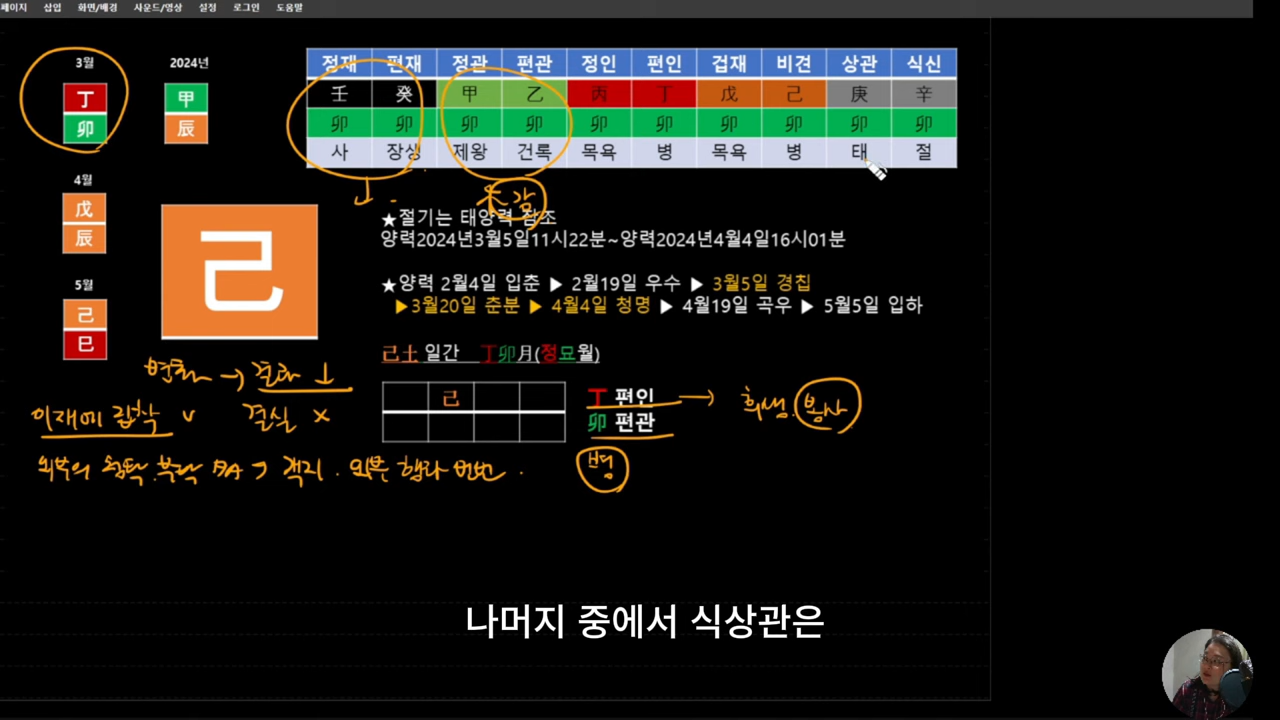 페이지 삽입 화면/배경 사운드/영상 설정 로그인 도움말
3월 2024년
丁 甲
卯 辰
4월
戊
辰
5월
己
巳
己
정재 편재 정관 편관 정인 편인 겁재 비견 상관 식신
壬 癸 甲 乙 丙 丁 戊 己 庚 辛
卯 卯 卯 卯 卯 卯 卯 卯 卯 卯
사 장생 제왕 건록 목욕 병 목욕 병 태 절
★절기는 태양력 참조
양력2024년3월5일11시22분~양력2024년4월4일16시01분
★양력 2월4일 입춘 ▶ 2월19일 우수 ▶ 3월5일 경칩
▶3월20일 춘분 ▶ 4월4일 청명 ▶ 4월19일 곡우 ▶ 5월5일 입하
己土 일간 丁卯月(정묘월)
己
丁 편인 → 희생. 봉사
卯 편관
병
→ 결과 ↓
이재에 집착 v 결실 x
외부의
나머지 중에서 식상관은